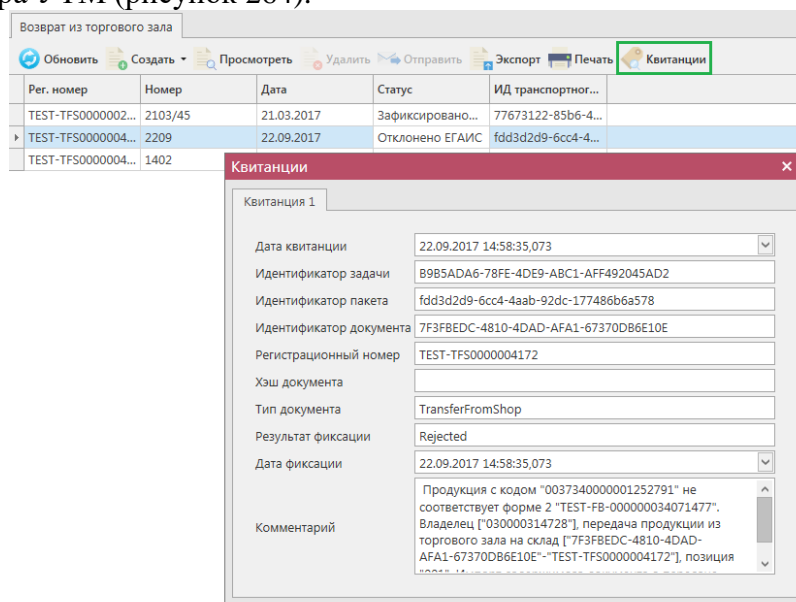 УТМ (рисунок 284).
Возврат из торгового зала
Обновить Создать Просмотреть Удалить Отправить Экспорт Печать Квитанции
Рег. номер Номер Дата Статус ИД транспортног...
TEST-TFS0000002... 2103/45 21.03.2017 Зафиксировано... 77673122-85b6-4...
TEST-TFS0000004... 2209 22.09.2017 Отклонено ЕГАИС fdd3d2d9-6cc4-4...
TEST-TFS0000004... 1402
Квитанции
Квитанция 1
Дата квитанции 22.09.2017 14:58:35,073
Идентификатор задачи B9B5ADA6-78FE-4DE9-ABC1-AFF492045AD2
Идентификатор пакета fdd3d2d9-6cc4-4aab-92dc-177486b6a578
Идентификатор документа 7F3FBEDC-4810-4DAD-AFA1-67370DB6E10E
Регистрационный номер TEST-TFS0000004172
Хэш документа
Тип документа TransferFromShop
Результат фиксации Rejected
Дата фиксации 22.09.2017 14:58:35,073
Комментарий
Продукция с кодом "0037340000001252791" не
соответствует форме 2 "TEST-FB-000000034071477".
Владелец ["030000314728"], передача продукции из
торгового зала на склад ["7F3FBEDC-4810-4DAD-
AFA1-67370DB6E10E"-"TEST-TFS0000004172"], позиция